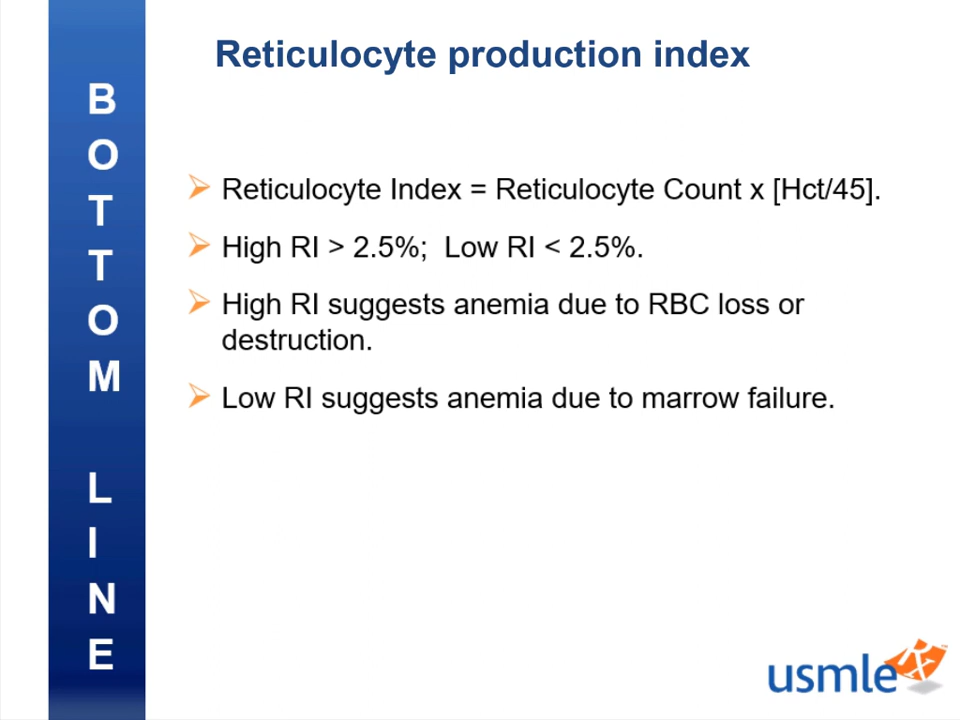 Reticulocyte production index
B
O
T
T
O
M
L
I
N
E
Reticulocyte Index = Reticulocyte Count x [Hct/45].
High RI > 2.5%; Low RI < 2.5%.
High RI suggests anemia due to RBC loss or
destruction.
Low RI suggests anemia due to marrow failure.
usmle Rx